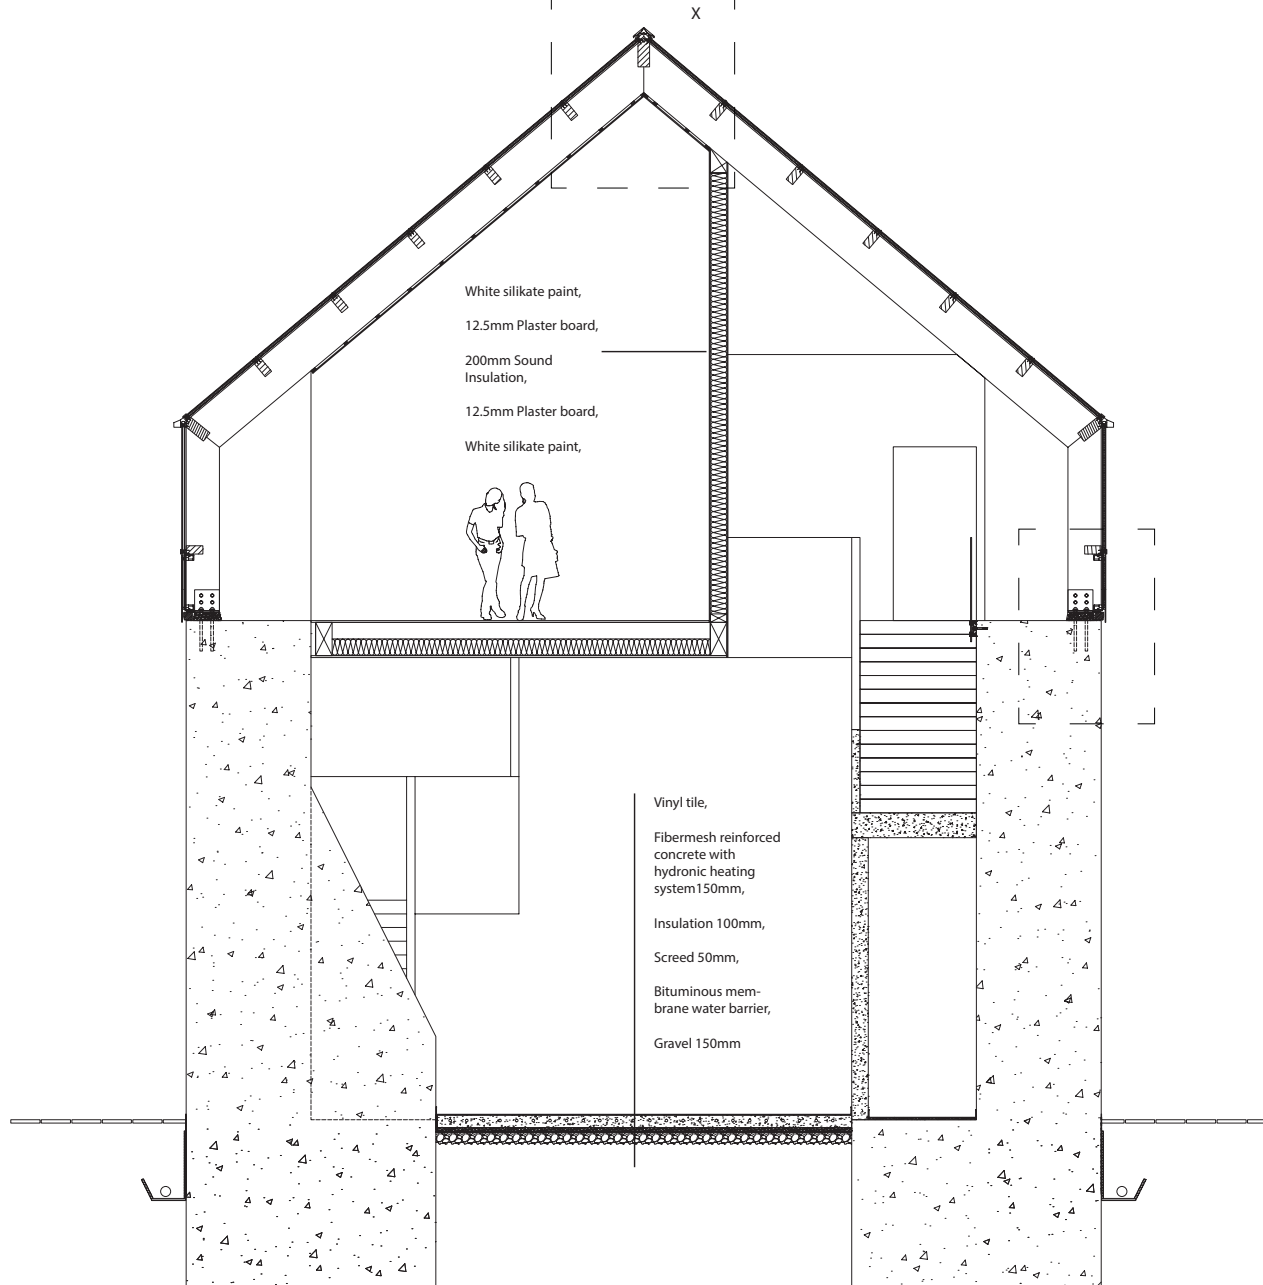 X
White silikate paint,
12.5mm Plaster board,
200mm Sound
Insulation,
12.5mm Plaster board,
White silikate paint,
Vinyl tile,
Fibermesh reinforced
concrete with
hydronic heating
system150mm,
Insulation 100mm,
Screed 50mm,
Bituminous mem-
brane water barrier,
Gravel 150mm